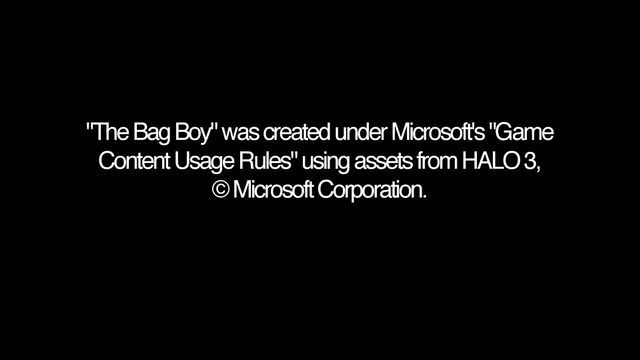 "The Bag Boy" was created under Microsoft's "Game
Content Usage Rules" using assets from HALO 3,
© Microsoft Corporation.